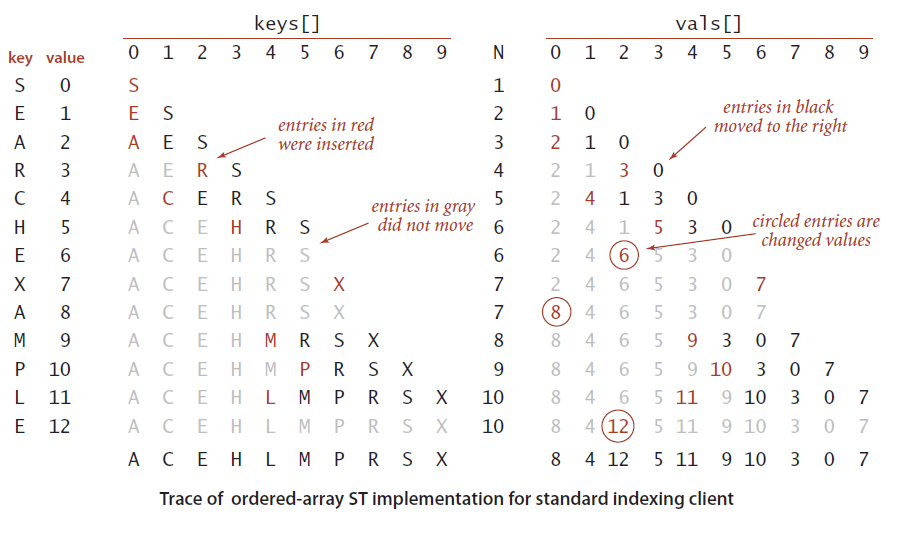 keys[] vals[]
key value 0 1 2 3 4 5 6 7 8 9 N 0 1 2 3 4 5 6 7 8 9
S 0 S 1 0
E 1 E S 2 1 0
entries in red
were inserted
entries in black
moved to the right
A 2 A E S 3 2 1 0
R 3 A E R S 4 2 1 3 0
C 4 A C E R S 5 2 4 1 3 0
entries in gray
did not move
circled entries are
changed values
H 5 A C E H R S 6 2 4 1 5 3 0
E 6 A C E H R S 6 2 4 6 5 3 0
X 7 A C E H R S X 7 2 4 6 5 3 0 7
A 8 A C E H R S X 7 8 4 6 5 3 0 7
M 9 A C E H M R S X 8 8 4 6 5 9 3 0 7
P 10 A C E H M P R S X 9 8 4 6 5 9 10 3 0 7
L 11 A C E H L M P R S X 10 8 4 6 5 11 9 10 3 0 7
E 12 A C E H L M P R S X 10 8 4 12 5 11 9 10 3 0 7
A C E H L M P R S X 8 4 12 5 11 9 10 3 0 7
Trace of ordered-array ST implementation for standard indexing client